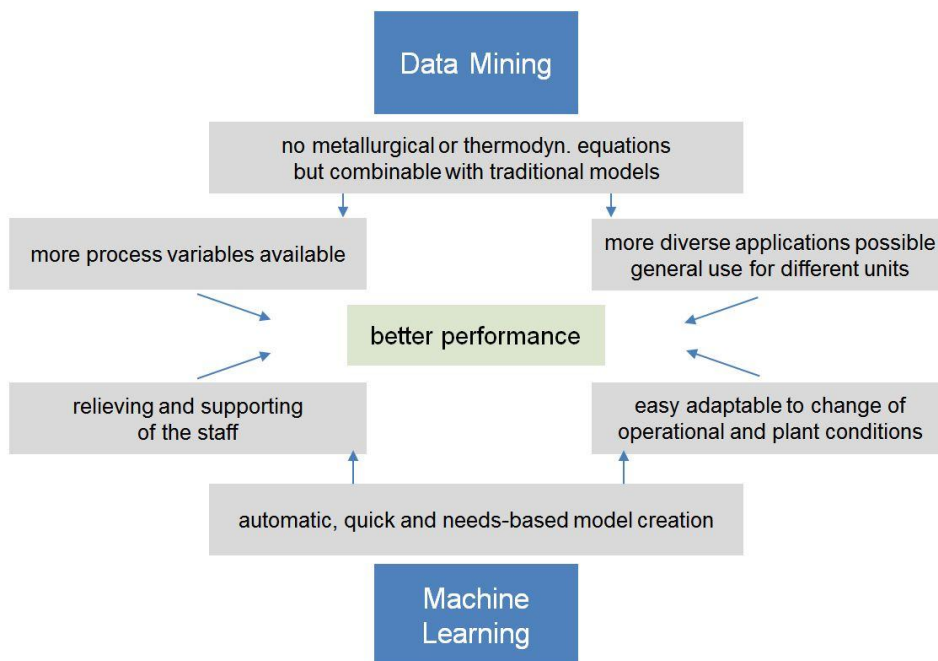 Data Mining
no metallurgical or thermodyn. equations
but combinable with traditional models
more process variables available
more diverse applications possible
general use for different units
better performance
relieving and supporting
of the staff
easy adaptable to change of
operational and plant conditions
automatic, quick and needs-based model creation
Machine
Learning